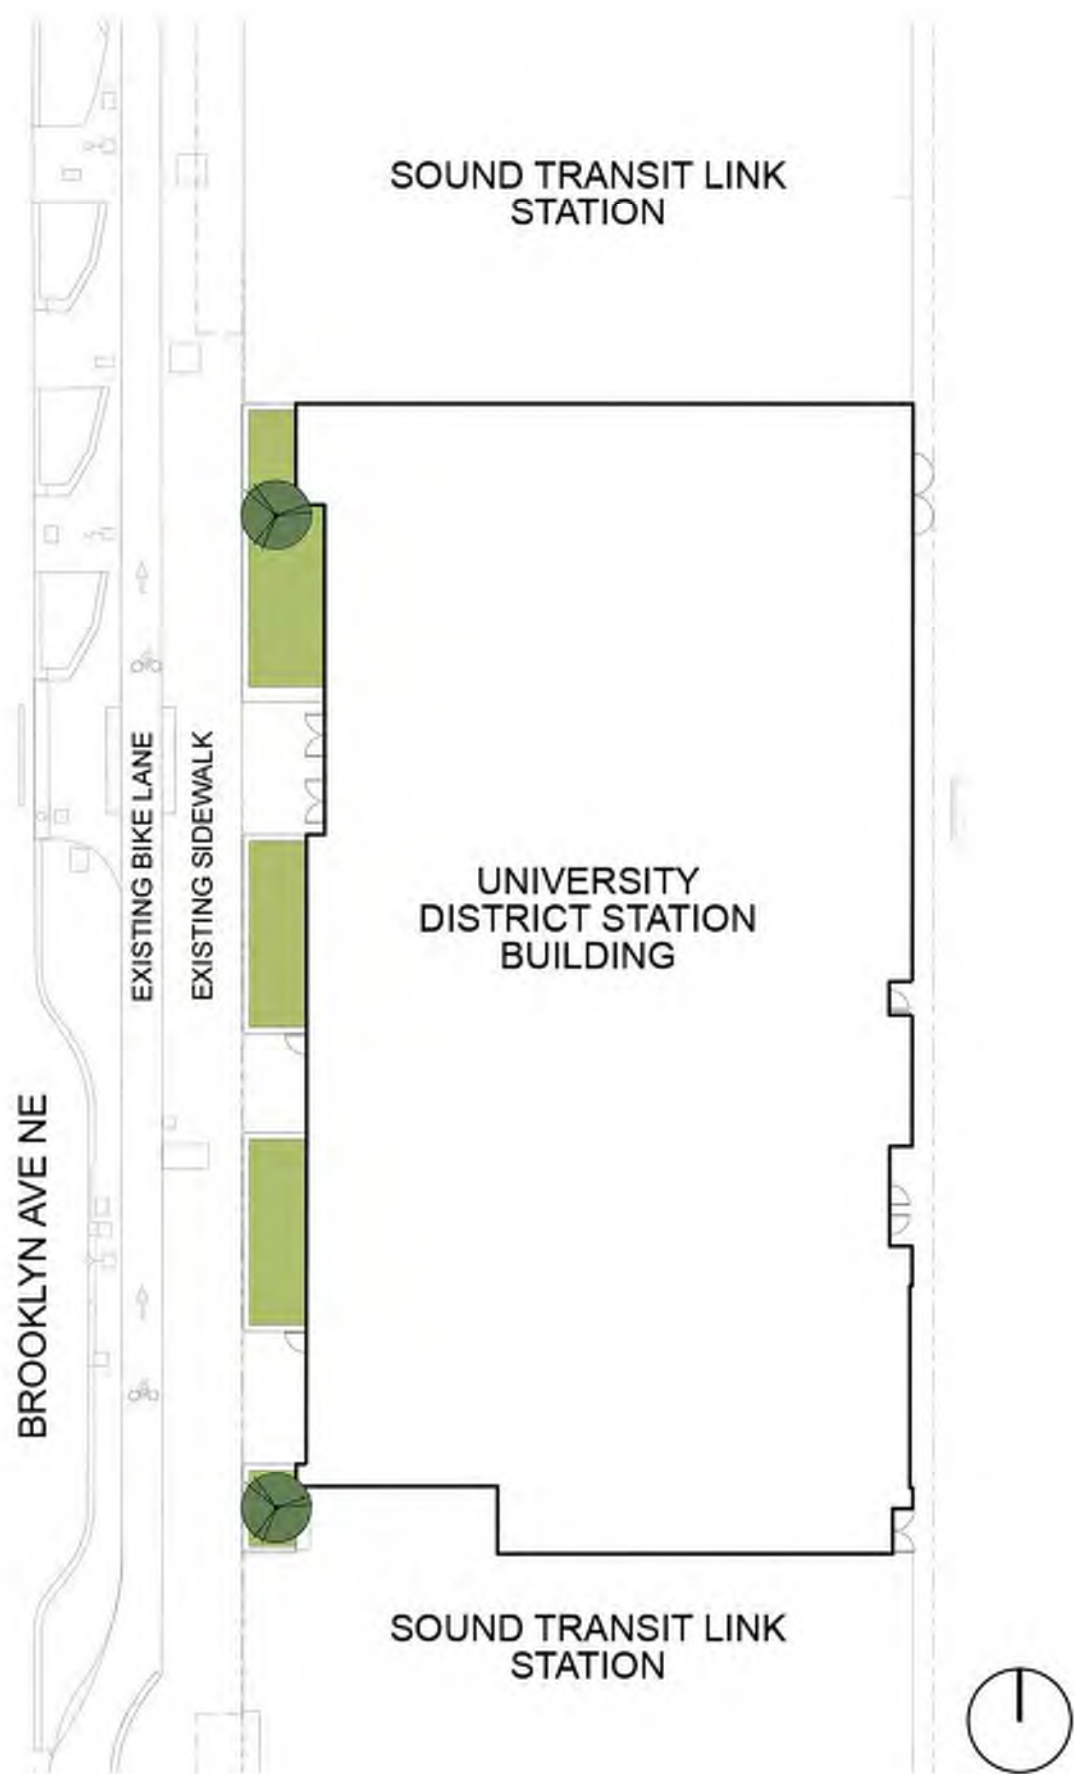 SOUND TRANSIT LINK
STATION
EXISTING BIKE LANE
EXISTING SIDEWALK
UNIVERSITY
DISTRICT STATION
BUILDING
BROOKLYN AVE NE
SOUND TRANSIT LINK
STATION